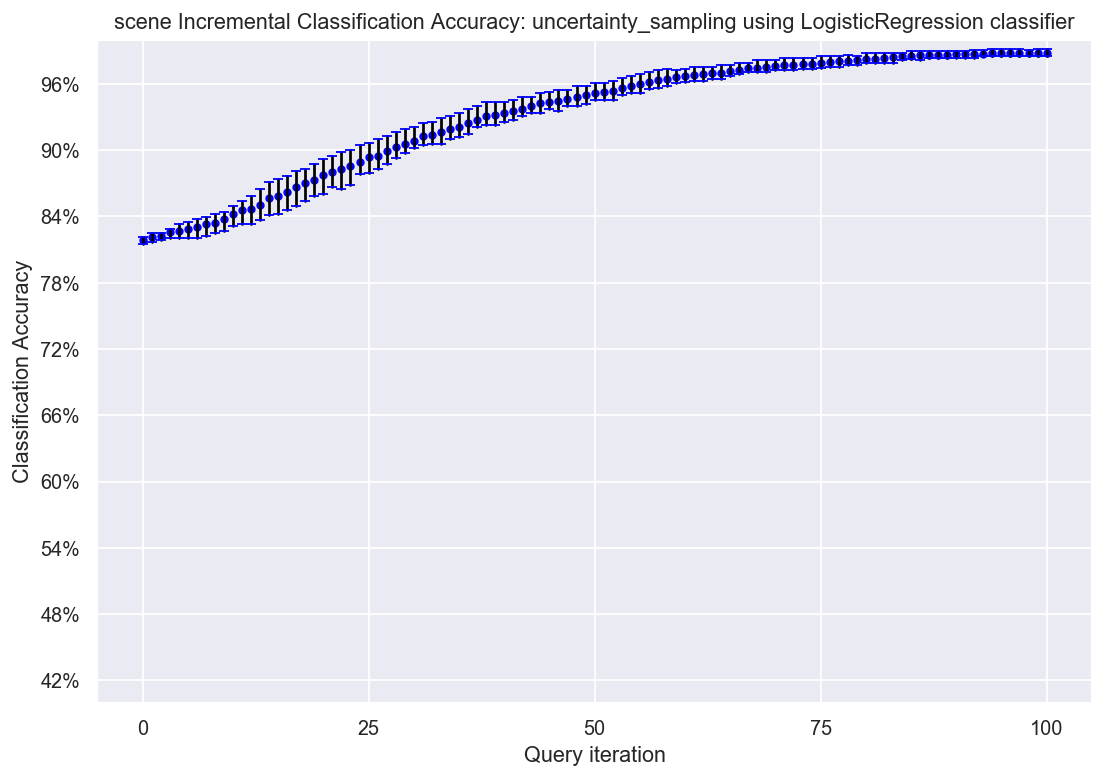 scene Incremental Classification Accuracy: uncertainty_sampling using LogisticRegression classifier
96%
90%
84%
78%
72%
66%
60%
54%
48%
42%
Classification Accuracy
0 25 50 75 100
Query iteration